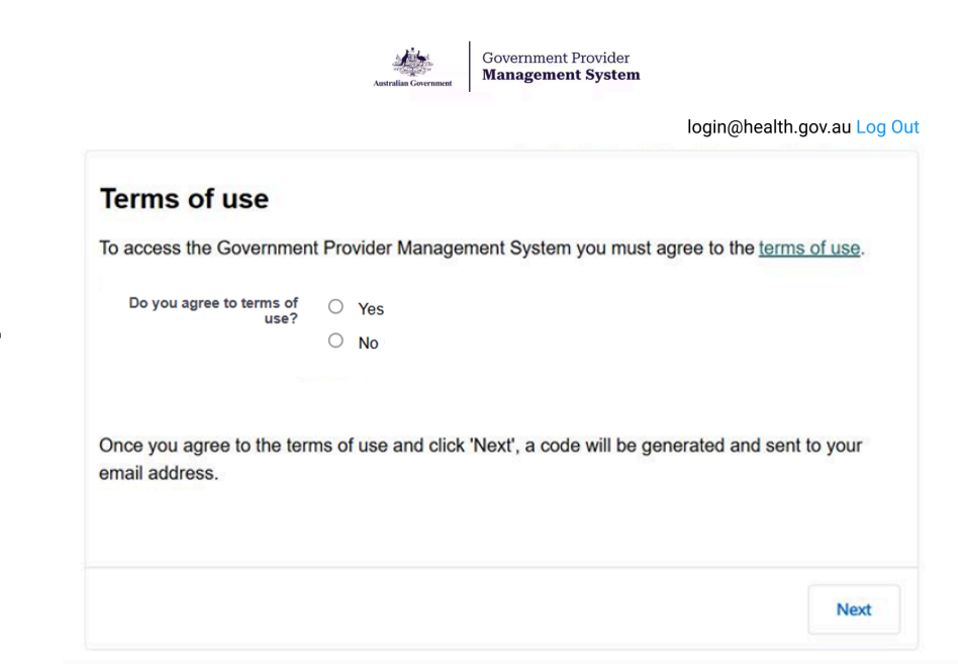 Australian Government
Government Provider
Management System
login@health.gov.au Log Out
Terms of use
To access the Government Provider Management System you must agree to the terms of use.
Do you agree to terms of
use?
Yes
No
Once you agree to the terms of use and click 'Next', a code will be generated and sent to your
email address.
Next